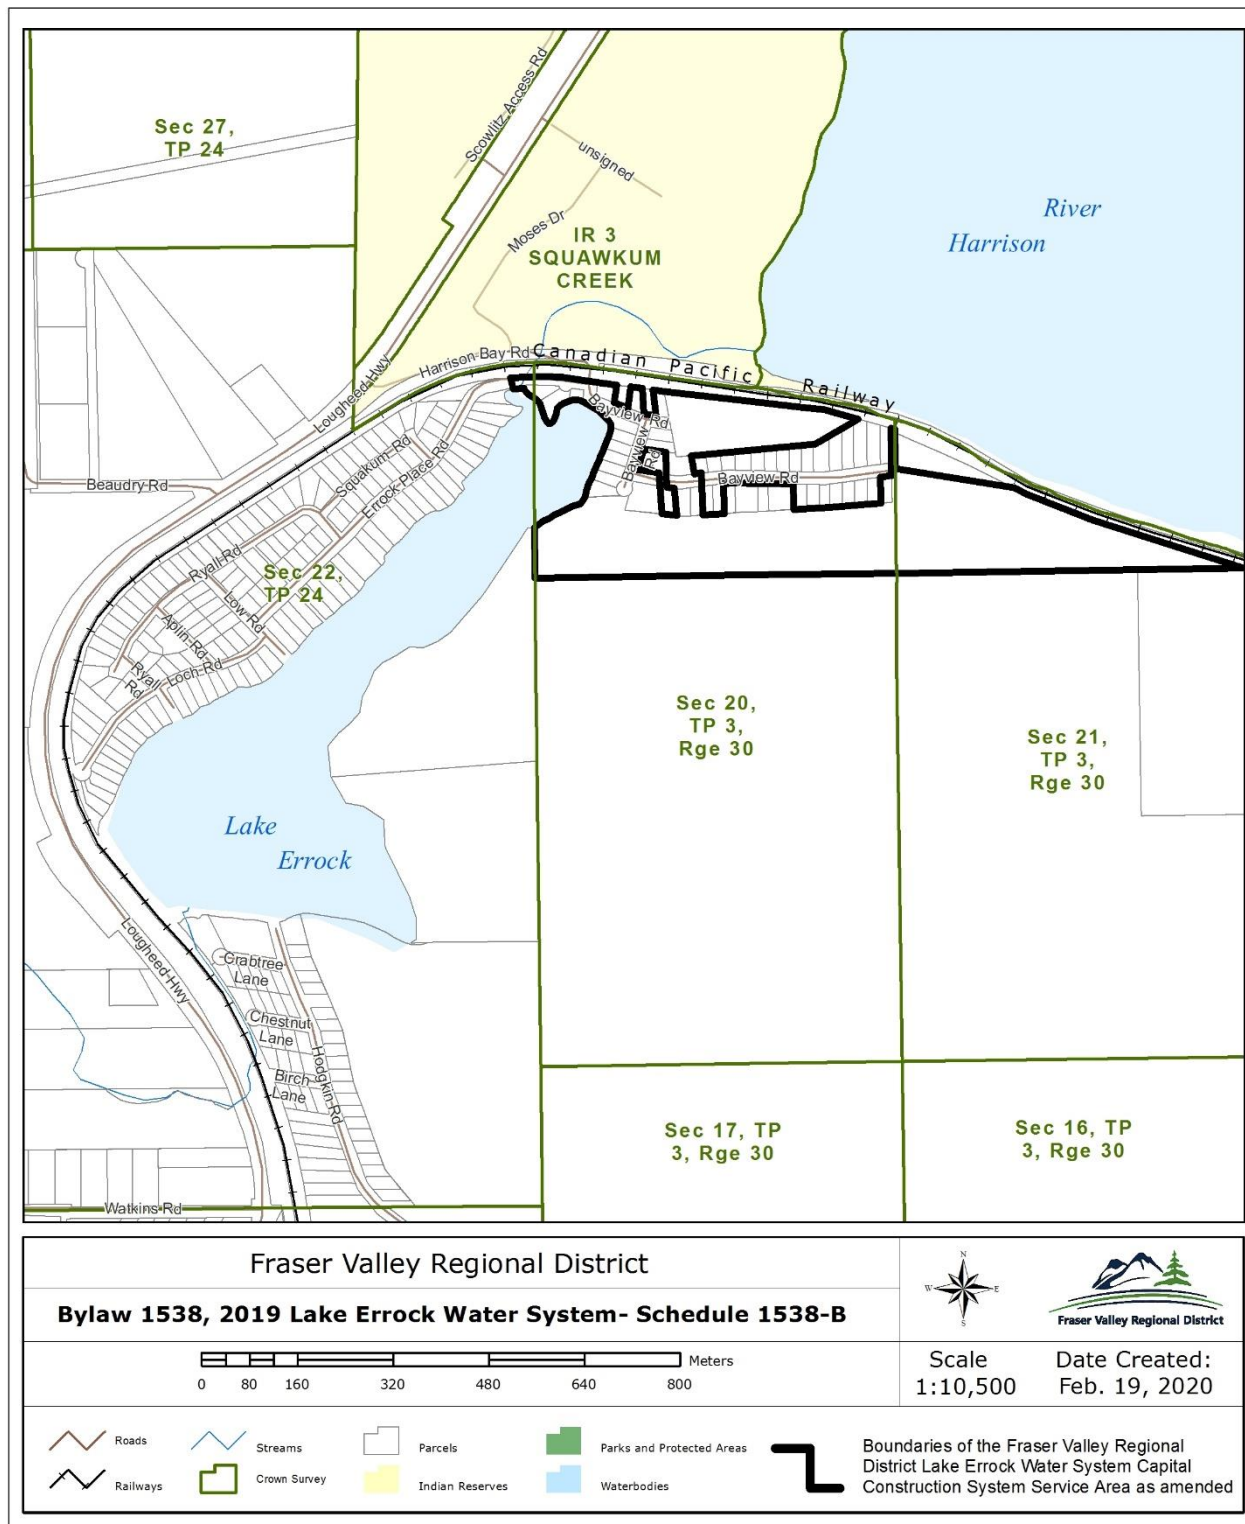 Sec 27,
TP 24
Scowlitz Access Rd
unsigned
Moses Dr
IR 3
SQUAWKUM
CREEK
River
Harrison
Harrison Bay Rd
Canadian Pacific Railway
Lougheed Hwy
Beaudry Rd
Squakum Rd
Errock Place Rd
Bayview Rd
Bayview Rd
Bayview Rd
Ryall Rd
Sec 22,
TP 24
Low Rd
Aplin Rd
Ryall Rd
Loch Rd
Sec 20,
TP 3,
Rge 30
Sec 21,
TP 3,
Rge 30
Lake
Errock
Lougheed Hwy
Crabtree
Lane
Chestnut
Lane
Birch
Lane
Hodgkin Rd
Sec 17, TP
3, Rge 30
Sec 16, TP
3, Rge 30
Watkins Rd
Fraser Valley Regional District
Bylaw 1538, 2019 Lake Errock Water System- Schedule 1538-B
N
W E
S
Fraser Valley Regional District
Meters
0 80 160 320 480 640 800
Scale
1:10,500
Date Created:
Feb. 19, 2020
Roads
Streams
Parcels
Parks and Protected Areas
Railways
Crown Survey
Indian Reserves
Waterbodies
Boundaries of the Fraser Valley Regional
District Lake Errock Water System Capital
Construction System Service Area as amended